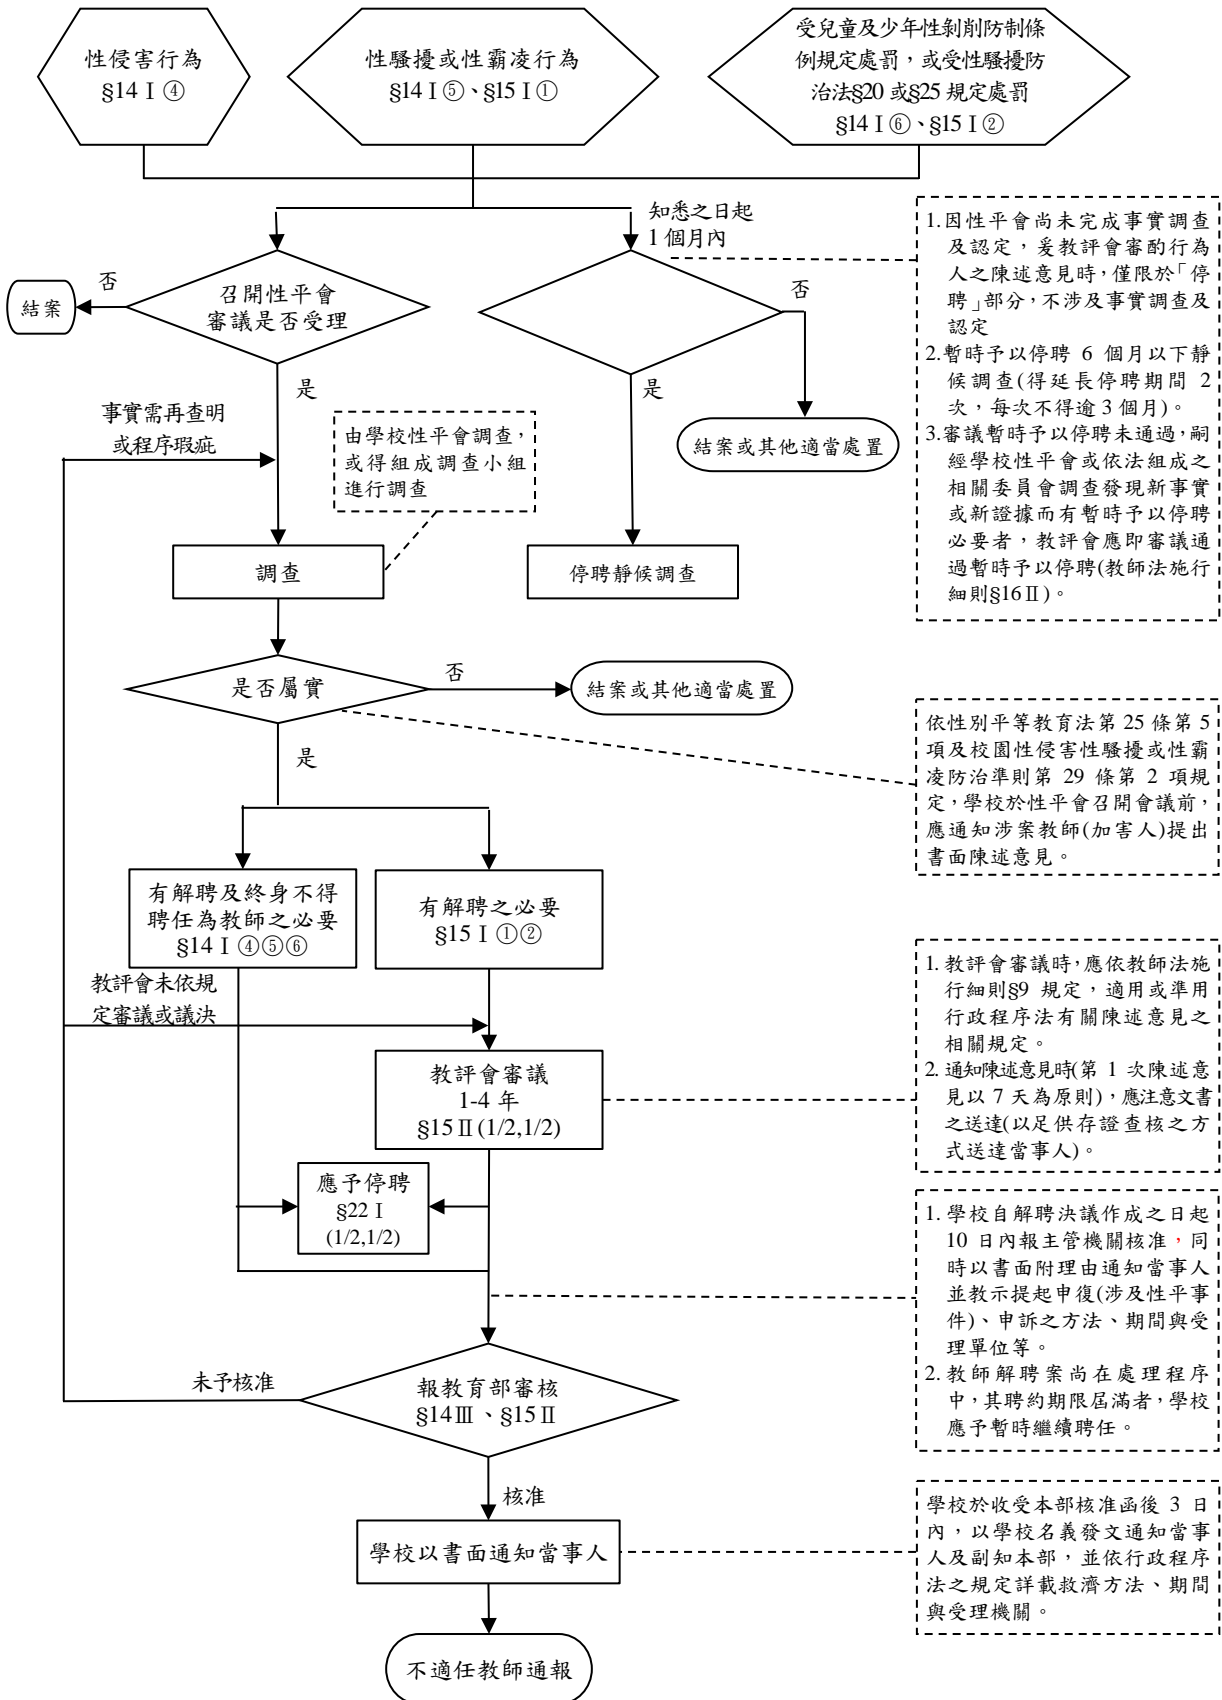 性侵害行為
§14 I ④
性騷擾或性霸凌行為
§14 I ⑤、§15 I ①
受兒童及少年性剝削防制條
例規定處罰，或受性騷擾防
治法§20 或§25 規定處罰
§14 I ⑥、§15 I ②
知悉之日起
1 個月內
否
結案
召開性平會
審議是否受理
否
是
是
結案或其他適當處置
事實需再查明
或程序瑕疵
由學校性平會調查，
或得組成調查小組
進行調查
調查
停聘靜候調查
1. 因性平會尚未完成事實調查
及認定，爰教評會審酌行為
人之陳述意見時，僅限於「停
聘」部分，不涉及事實調查及
認定
2. 暫時予以停聘 6 個月以下靜
候調查(得延長停聘期間 2
次，每次不得逾 3 個月)。
3. 審議暫時予以停聘未通過，嗣
經學校性平會或依法組成之
相關委員會調查發現新事實
或新證據而有暫時予以停聘
必要者，教評會應即審議通
過暫時予以停聘(教師法施行
細則§16Ⅱ)。
是否屬實
否
結案或其他適當處置
是
依性別平等教育法第 25 條第 5
項及校園性侵害性騷擾或性霸
凌防治準則第 29 條第 2 項規
定，學校於性平會召開會議前，
應通知涉案教師(加害人)提出
書面陳述意見。
有解聘及終身不得
聘任為教師之必要
§14 I ④⑤⑥
有解聘之必要
§15 I ①②
教評會未依規
定審議或議決
教評會審議
1-4 年
§15Ⅱ(1/2,1/2)
1. 教評會審議時，應依教師法施
行細則§9 規定，適用或準用
行政程序法有關陳述意見之
相關規定。
2. 通知陳述意見時(第 1 次陳述意
見以 7 天為原則)，應注意文書
之送達(以足供存證查核之方
式送達當事人)。
應予停聘
§22 I
(1/2,1/2)
1. 學校自解聘決議作成之日起
10 日內報主管機關核准，同
時以書面附理由通知當事人
並教示提起申復(涉及性平事
件)、申訴之方法、期間與受
理單位等。
2. 教師解聘案尚在處理程序
中，其聘約期限屆滿者，學校
應予暫時繼續聘任。
未予核准
報教育部審核
§14Ⅲ、§15Ⅱ
核准
學校以書面通知當事人
學校於收受本部核准函後 3 日
內，以學校名義發文通知當事
人及副知本部，並依行政程序
法之規定詳載救濟方法、期間
與受理機關。
不適任教師通報